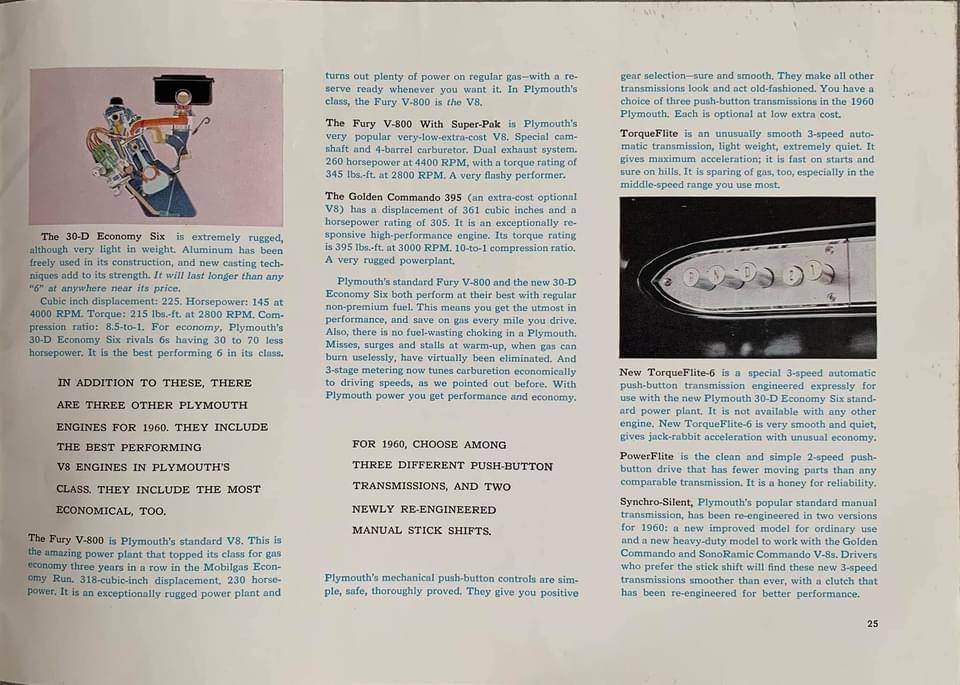 The 30-D Economy Six is extremely rugged,
although very light in weight. Aluminum has been
freely used in its construction, and new casting tech-
niques add to its strength. It will last longer than any
"6" at anywhere near its price.
Cubic inch displacement: 225. Horsepower: 145 at
4000 RPM. Torque: 215 lbs.-ft. at 2800 RPM. Com-
pression ratio: 8.5-to-1. For economy, Plymouth's
30-D Economy Six rivals 6s having 30 to 70 less
horsepower. It is the best performing 6 in its class.
IN ADDITION TO THESE, THERE
ARE THREE OTHER PLYMOUTH
ENGINES FOR 1960. THEY INCLUDE
THE BEST PERFORMING
V8 ENGINES IN PLYMOUTH'S
CLASS. THEY INCLUDE THE MOST
ECONOMICAL, TOO.
The Fury V-800 is Plymouth's standard V8. This is
the amazing power plant that topped its class for gas
economy three years in a row in the Mobilgas Econ-
omy Run. 318-cubic-inch displacement. 230 horse-
power. It is an exceptionally rugged power plant and
turns out plenty of power on regular gas—with a re-
serve ready whenever you want it. In Plymouth's
class, the Fury V-800 is the V8.
The Fury V-800 With Super-Pak is Plymouth's
very popular very-low-extra-cost V8. Special cam-
shaft and 4-barrel carburetor. Dual exhaust system.
260 horsepower at 4400 RPM, with a torque rating of
345 lbs.-ft. at 2800 RPM. A very flashy performer.
The Golden Commando 395 (an extra-cost optional
V8) has a displacement of 361 cubic inches and a
horsepower rating of 305. It is an exceptionally re-
sponsive high-performance engine. Its torque rating
is 395 lbs.-ft. at 3000 RPM. 10-to-1 compression ratio.
A very rugged powerplant.
Plymouth's standard Fury V-800 and the new 30-D
Economy Six both perform at their best with regular
non-premium fuel. This means you get the utmost in
performance, and save on gas every mile you drive.
Also, there is no fuel-wasting choking in a Plymouth.
Misses, surges and stalls at warm-up, when gas can
burn uselessly, have virtually been eliminated. And
3-stage metering now tunes carburetion economically
to driving speeds, as we pointed out before. With
Plymouth power you get performance and economy.
FOR 1960, CHOOSE AMONG
THREE DIFFERENT PUSH-BUTTON
TRANSMISSIONS, AND TWO
NEWLY RE-ENGINEERED
MANUAL STICK SHIFTS.
Plymouth's mechanical push-button controls are sim-
ple, safe, thoroughly proved. They give you positive
gear selection—sure and smooth. They make all other
transmissions look and act old-fashioned. You have a
choice of three push-button transmissions in the 1960
Plymouth. Each is optional at low extra cost.
TorqueFlite is an unusually smooth 3-speed auto-
matic transmission, light weight, extremely quiet. It
gives maximum acceleration; it is fast on starts and
sure on hills. It is sparing of gas, too, especially in the
middle-speed range you use most.
R N D 2 1
New TorqueFlite-6 is a special 3-speed automatic
push-button transmission engineered expressly for
use with the new Plymouth 30-D Economy Six stand-
ard power plant. It is not available with any other
engine. New TorqueFlite-6 is very smooth and quiet,
gives jack-rabbit acceleration with unusual economy.
PowerFlite is the clean and simple 2-speed push-
button drive that has fewer moving parts than any
comparable transmission. It is a honey for reliability.
Synchro-Silent, Plymouth's popular standard manual
transmission, has been re-engineered in two versions
for 1960: a new improved model for ordinary use
and a new heavy-duty model to work with the Golden
Commando and SonoRamic Commando V-8s. Drivers
who prefer the stick shift will find these new 3-speed
transmissions smoother than ever, with a clutch that
has been re-engineered for better performance.
25